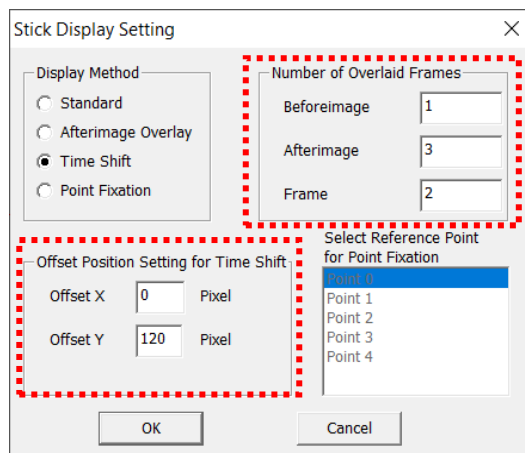 Stick Display Setting
Display Method
Standard
Afterimage Overlay
Time Shift
Point Fixation
Number of Overlaid Frames
Beforeimage 1
Afterimage 3
Frame 2
Offset Position Setting for Time Shift
Offset X 0 Pixel
Offset Y 120 Pixel
Select Reference Point
for Point Fixation
Point 0
Point 1
Point 2
Point 3
Point 4
OK
Cancel